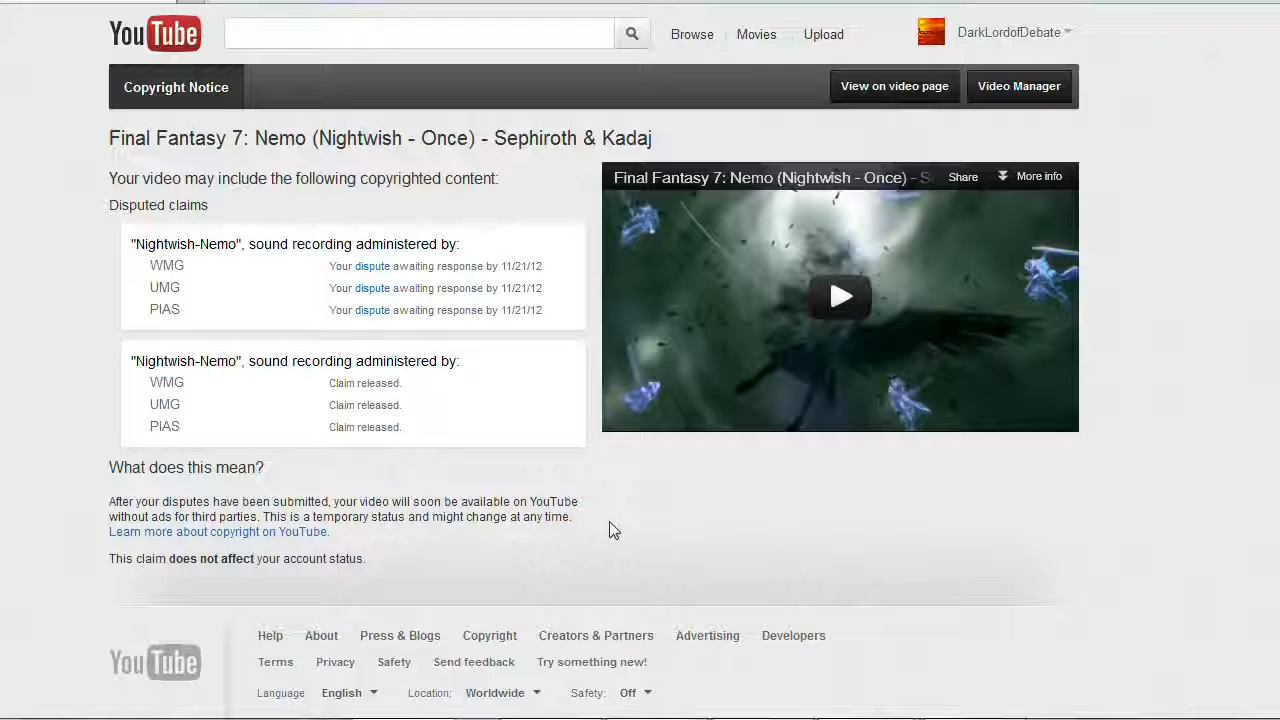 YouTube
Browse
Movies
Upload
DarkLordofDebate
Copyright Notice
View on video page
Video Manager
Final Fantasy 7: Nemo (Nightwish - Once) - Sephiroth & Kadaj
Your video may include the following copyrighted content:
Disputed claims
"Nightwish-Nemo", sound recording administered by:
WMG Your dispute awaiting response by 11/21/12
UMG Your dispute awaiting response by 11/21/12
PIAS Your dispute awaiting response by 11/21/12
"Nightwish-Nemo", sound recording administered by:
WMG Claim released.
UMG Claim released.
PIAS Claim released.
Final Fantasy 7: Nemo (Nightwish - Once) - S
Share
More info
What does this mean?
After your disputes have been submitted, your video will soon be available on YouTube
without ads for third parties. This is a temporary status and might change at any time.
Learn more about copyright on YouTube.
This claim does not affect your account status.
YouTube
Help About Press & Blogs Copyright Creators & Partners Advertising Developers
Terms Privacy Safety Send feedback Try something new!
Language English Location: Worldwide Safety: Off